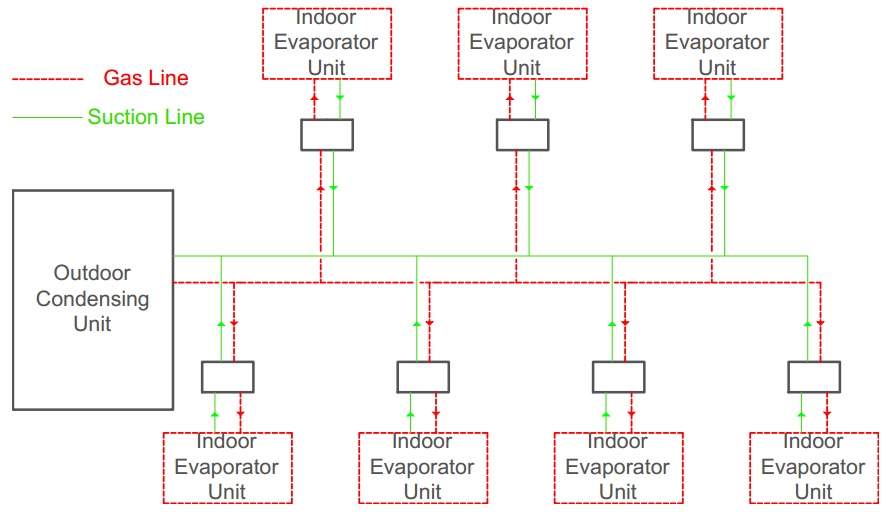 Indoor
Evaporator
Unit
Indoor
Evaporator
Unit
Indoor
Evaporator
Unit
Gas Line
Suction Line
Outdoor
Condensing
Unit
Indoor
Evaporator
Unit
Indoor
Evaporator
Unit
Indoor
Evaporator
Unit
Indoor
Evaporator
Unit